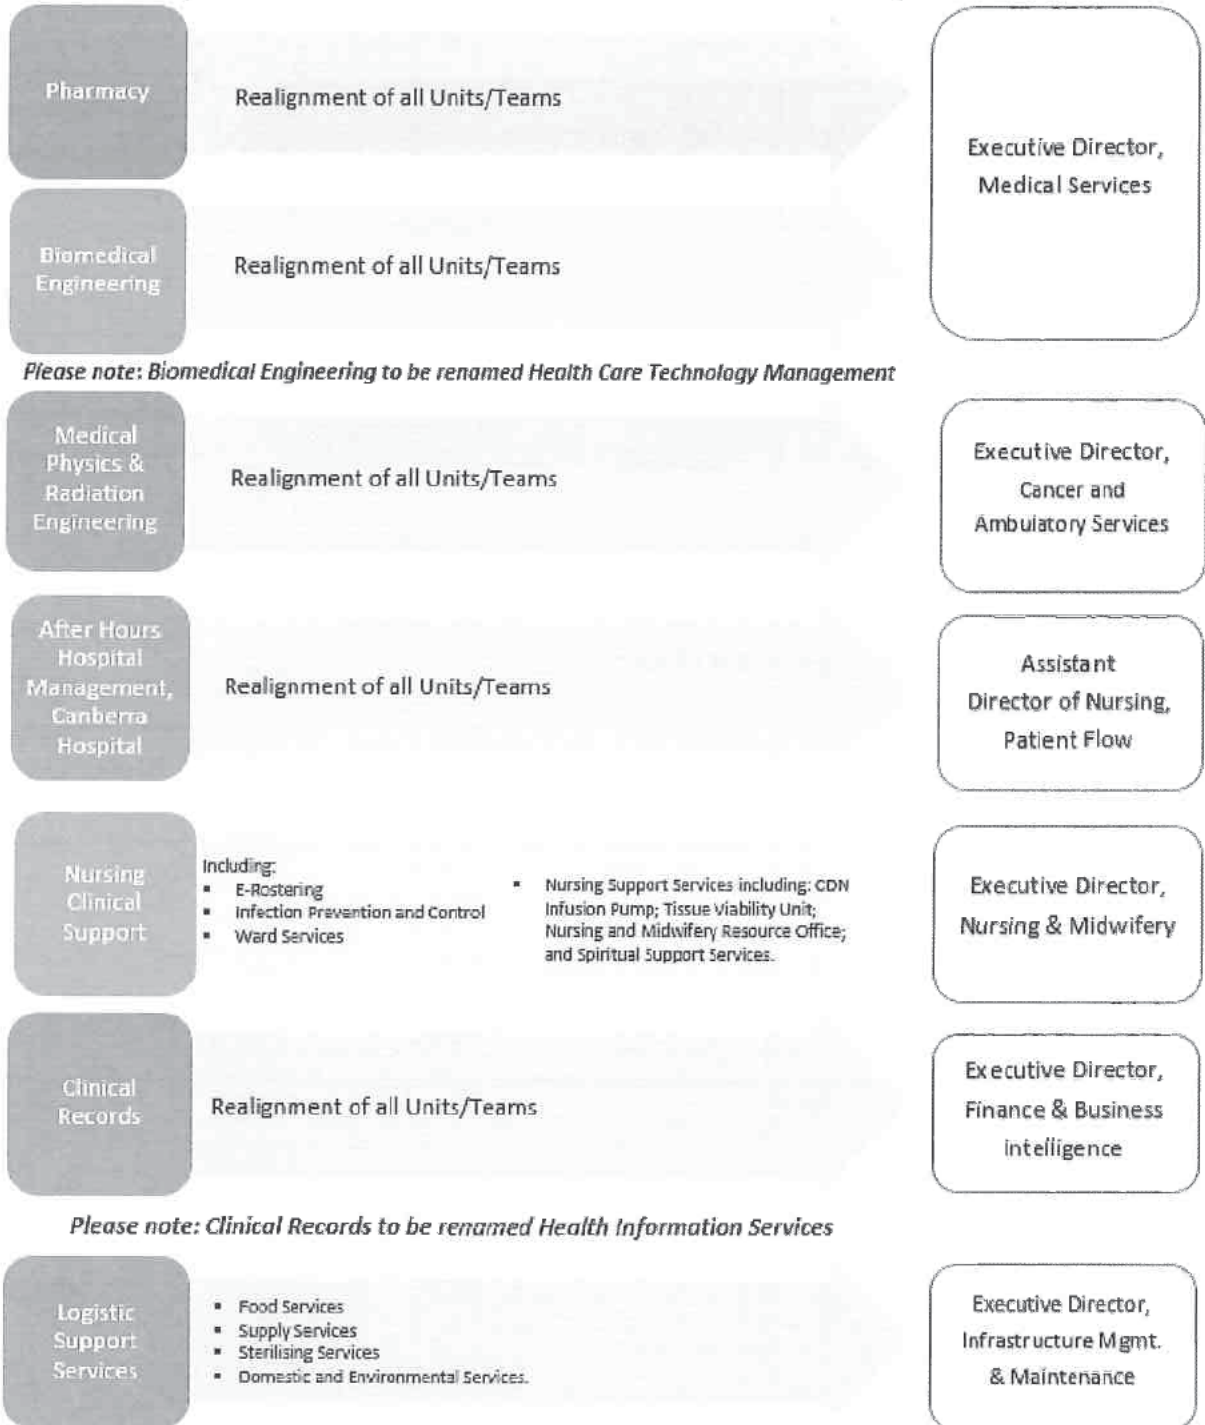 Pharmacy
Realignment of all Units/Teams
Executive Director,
Medical Services
Biomedical
Engineering
Realignment of all Units/Teams
Please note: Biomedical Engineering to be renamed Health Care Technology Management
Medical
Physics &
Radiation
Engineering
Realignment of all Units/Teams
Executive Director,
Cancer and
Ambulatory Services
After Hours
Hospital
Management,
Canberra
Hospital
Realignment of all Units/Teams
Assistant
Director of Nursing,
Patient Flow
Nursing
Clinical
Support
Including:
▪ E-Rostering
▪ Infection Prevention and Control
▪ Ward Services
▪ Nursing Support Services including: CDN
Infusion Pump; Tissue Viability Unit;
Nursing and Midwifery Resource Office;
and Spiritual Support Services.
Executive Director,
Nursing & Midwifery
Clinical
Records
Realignment of all Units/Teams
Executive Director,
Finance & Business
Intelligence
Please note: Clinical Records to be renamed Health Information Services
Logistic
Support
Services
▪ Food Services
▪ Supply Services
▪ Sterilising Services
▪ Domestic and Environmental Services.
Executive Director,
Infrastructure Mgmt.
& Maintenance